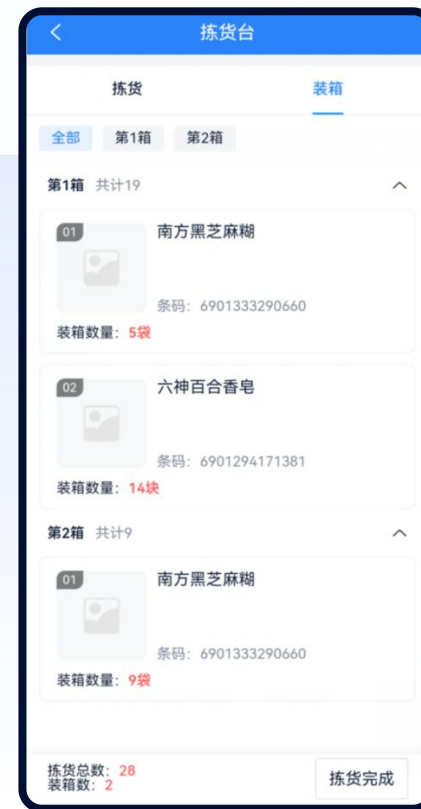 拣货台
拣货 装箱
全部 第1箱 第2箱
第1箱 共计19
01 南方黑芝麻糊
条码: 6901333290660
装箱数量: 5袋
02 六神百合香皂
条码: 6901294171381
装箱数量: 14块
第2箱 共计9
01 南方黑芝麻糊
条码: 6901333290660
装箱数量: 9袋
拣货总数: 28
装箱数: 2
拣货完成